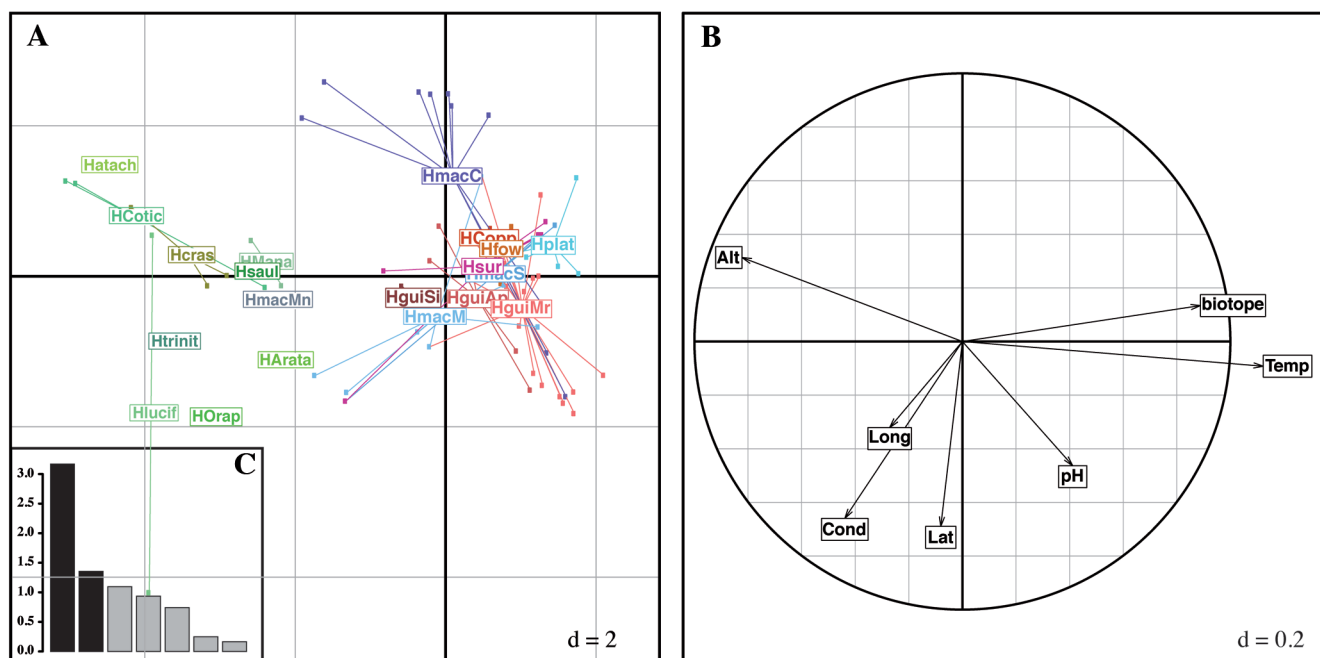 A
HmacC
Hatach
HCotic
Hcras
HMana
Hsaul
HmacMn
HCopp
Hfow
Hplat
Hsur
HmacS
HguiSi
HguiAp
HguiMr
HmacM
Htrinit
HArata
Hlucif
HOrap
C
3.0
2.5
2.0
1.5
1.0
0.5
0.0
d = 2
B
Alt
biotope
Temp
Long
pH
Cond
Lat
d = 0.2